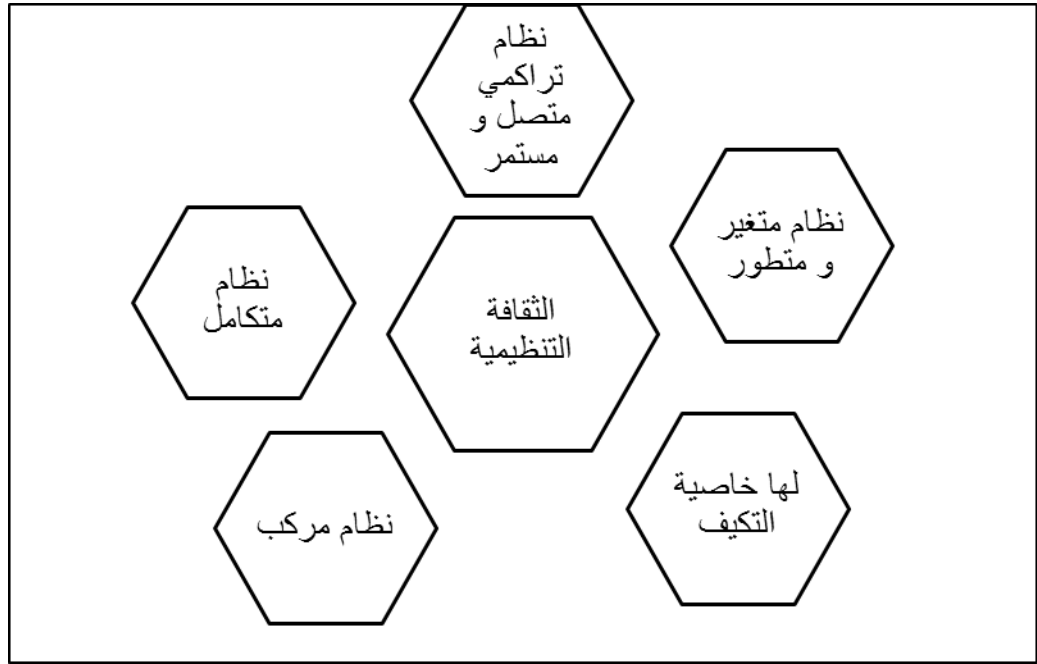 نظام
تراكمي
متصل و
مستمر
نظام متغير
و متطور
نظام
متكامل
الثقافة
التنظيمية
لها خاصية
التكيف
نظام مركب